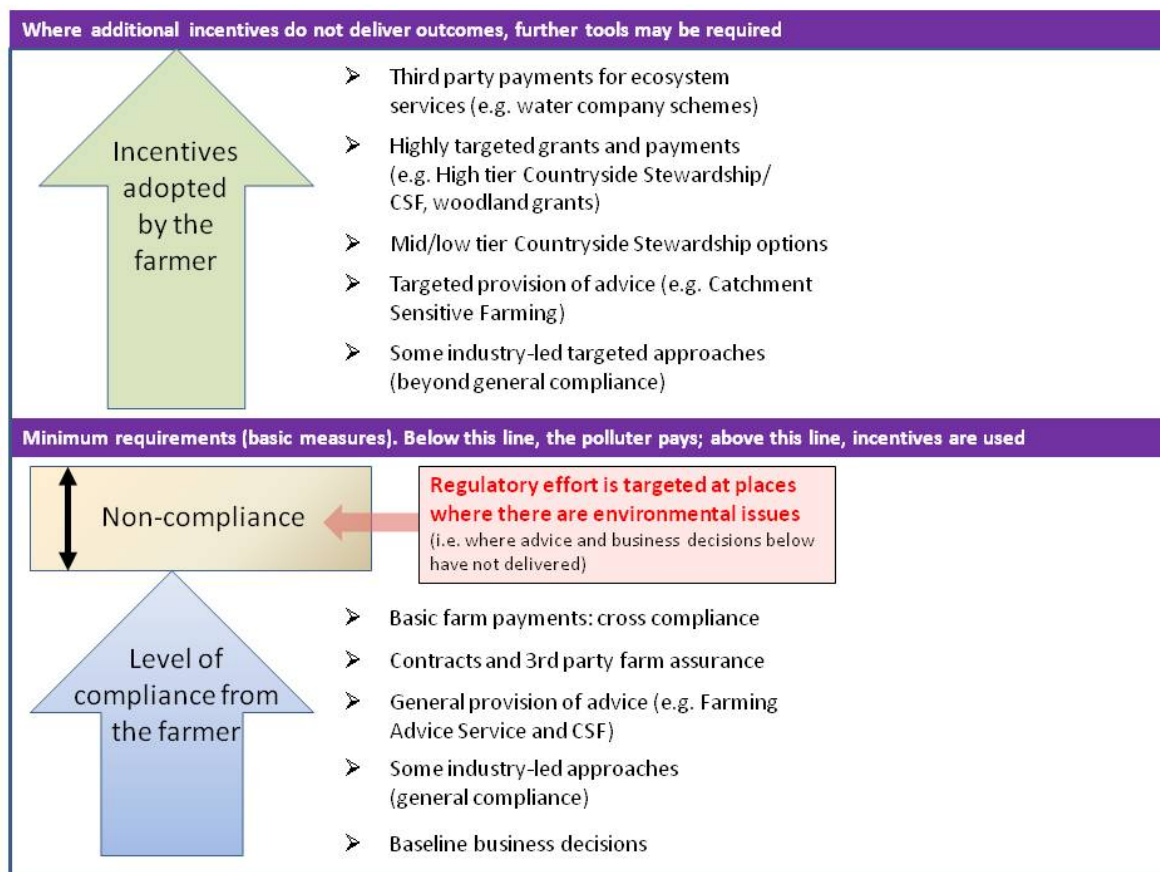 Where additional incentives do not deliver outcomes, further tools may be required
Incentives
adopted
by the
farmer
➤ Third party payments for ecosystem
services (e.g. water company schemes)
➤ Highly targeted grants and payments
(e.g. High tier Countryside Stewardship/
CSF, woodland grants)
➤ Mid/low tier Countryside Stewardship options
➤ Targeted provision of advice (e.g. Catchment
Sensitive Farming)
➤ Some industry-led targeted approaches
(beyond general compliance)
Minimum requirements (basic measures). Below this line, the polluter pays; above this line, incentives are used
Non-compliance
Regulatory effort is targeted at places
where there are environmental issues
(i.e. where advice and business decisions below
have not delivered)
Level of
compliance from
the farmer
➤ Basic farm payments: cross compliance
➤ Contracts and 3rd party farm assurance
➤ General provision of advice (e.g. Farming
Advice Service and CSF)
➤ Some industry-led approaches
(general compliance)
➤ Baseline business decisions